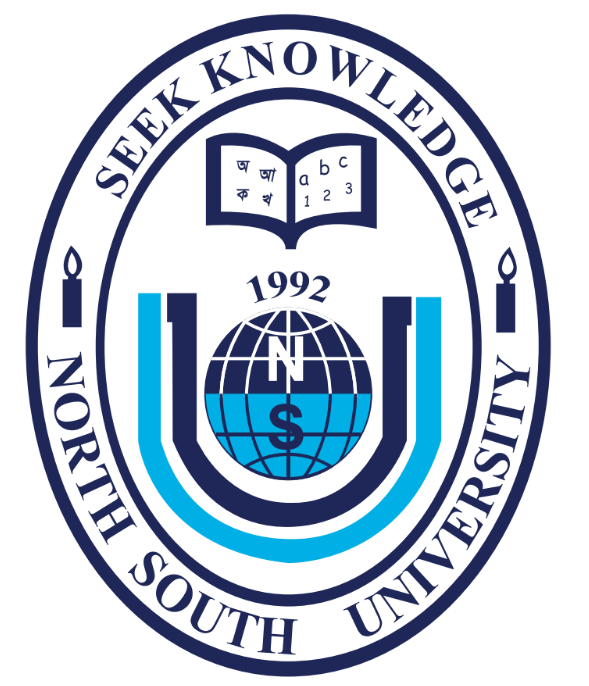 SEEK KNOWLEDGE
অ আ
ক খ
a b c
1 2 3
1992
N
S
NORTH SOUTH UNIVERSITY